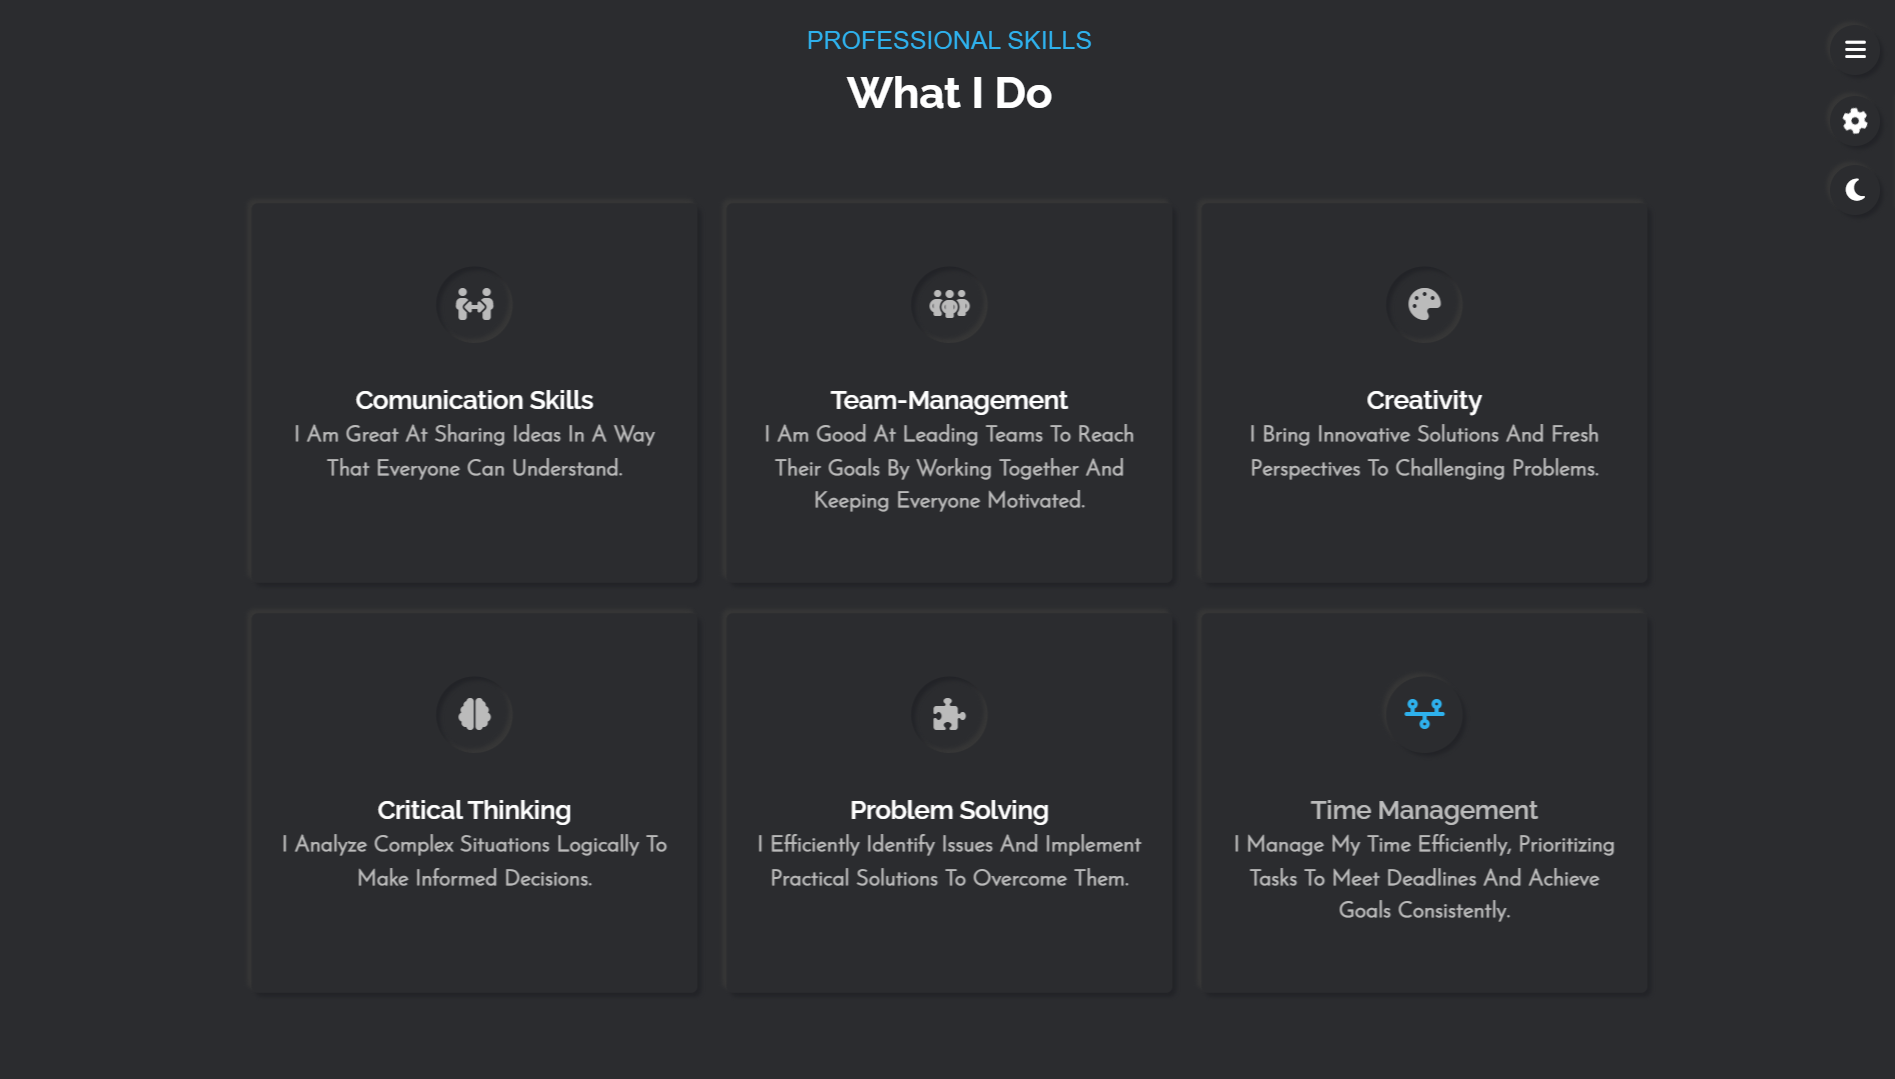 PROFESSIONAL SKILLS
What I Do
Comunication Skills
I Am Great At Sharing Ideas In A Way
That Everyone Can Understand.
Team-Management
I Am Good At Leading Teams To Reach
Their Goals By Working Together And
Keeping Everyone Motivated.
Creativity
I Bring Innovative Solutions And Fresh
Perspectives To Challenging Problems.
Critical Thinking
I Analyze Complex Situations Logically To
Make Informed Decisions.
Problem Solving
I Efficiently Identify Issues And Implement
Practical Solutions To Overcome Them.
Time Management
I Manage My Time Efficiently, Prioritizing
Tasks To Meet Deadlines And Achieve
Goals Consistently.